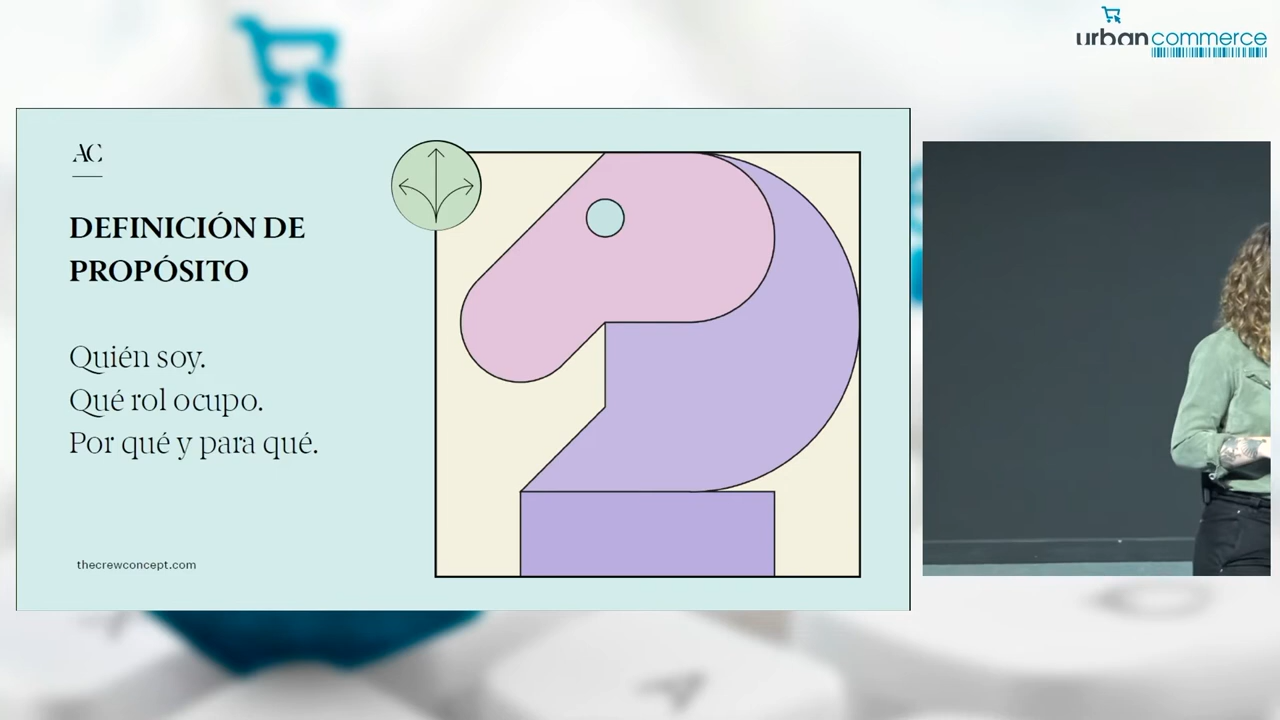 urbancommerce
AC
DEFINICIÓN DE
PROPÓSITO
Quién soy.
Qué rol ocupo.
Por qué y para qué.
thecrewconcept.com